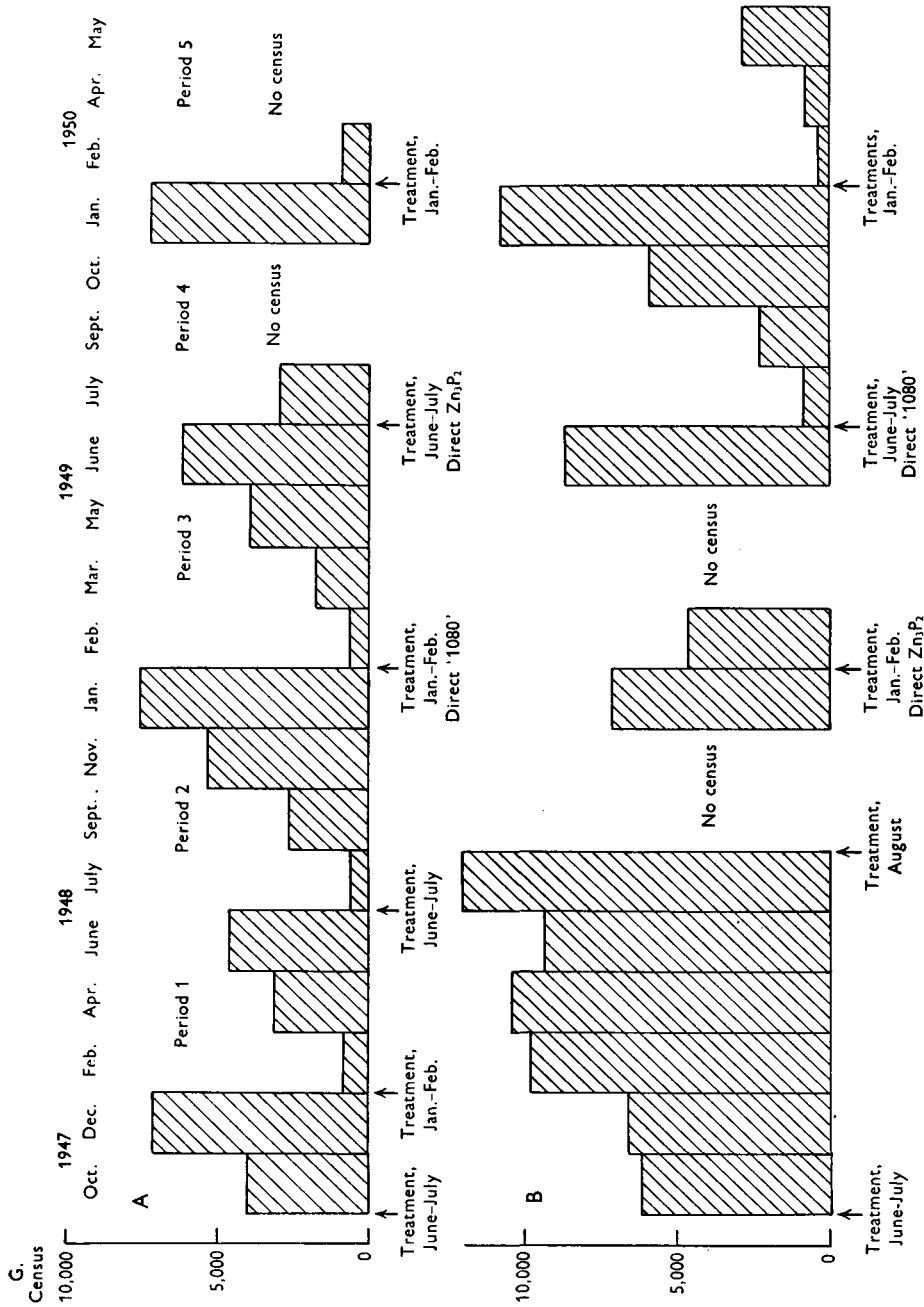 G.
Census
1947
1948
1949
1950
Oct.
Dec.
Feb.
Apr.
June
July
Sept.
Nov.
Jan.
Feb.
Mar.
May
June
July
Sept.
Oct.
Jan.
Feb.
Apr.
May
10,000
5,000
0
A
Period 1
Period 2
Period 3
Period 4
Period 5
No census
No census
Treatment,
June–July
Treatment,
Jan.–Feb.
Treatment,
June–July
Treatment,
Jan.–Feb.
Direct '1080'
Treatment,
June–July
Direct Zn₃P₂
Treatment,
Jan.–Feb.
10,000
5,000
0
B
No census
No census
Treatment,
June-July
Treatment,
August
Treatment,
Jan.–Feb.
Direct Zn₃P₂
Treatment,
June–July
Direct '1080'
Treatments,
Jan.–Feb.